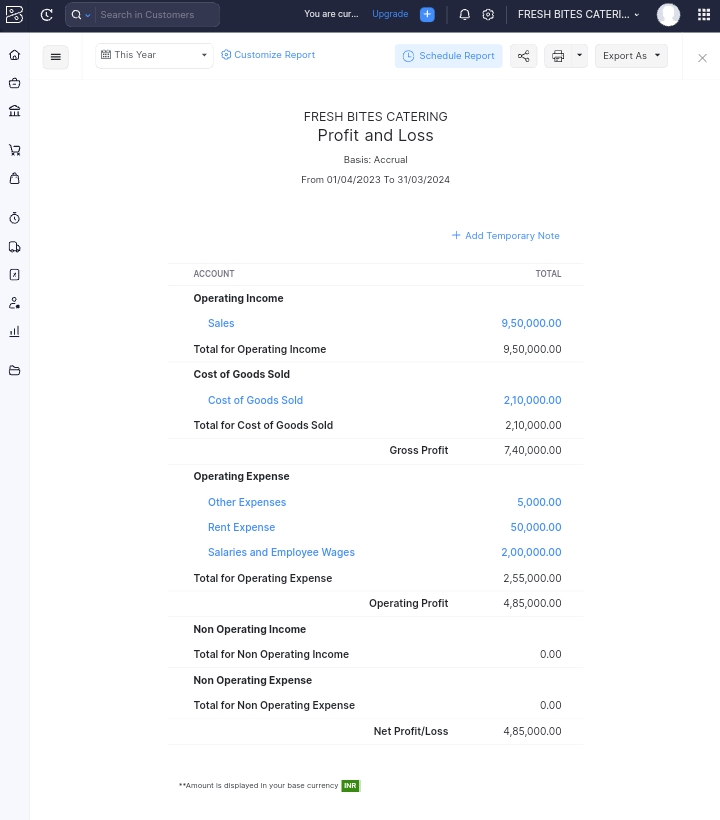 Search in Customers
You are cur... Upgrade
FRESH BITES CATERI...
This Year
Customize Report
Schedule Report
Export As
FRESH BITES CATERING
Profit and Loss
Basis: Accrual
From 01/04/2023 To 31/03/2024
Add Temporary Note
ACCOUNT TOTAL
Operating Income
Sales 9,50,000.00
Total for Operating Income 9,50,000.00
Cost of Goods Sold
Cost of Goods Sold 2,10,000.00
Total for Cost of Goods Sold 2,10,000.00
Gross Profit 7,40,000.00
Operating Expense
Other Expenses 5,000.00
Rent Expense 50,000.00
Salaries and Employee Wages 2,00,000.00
Total for Operating Expense 2,55,000.00
Operating Profit 4,85,000.00
Non Operating Income
Total for Non Operating Income 0.00
Non Operating Expense
Total for Non Operating Expense 0.00
Net Profit/Loss 4,85,000.00
**Amount is displayed in your base currency INR